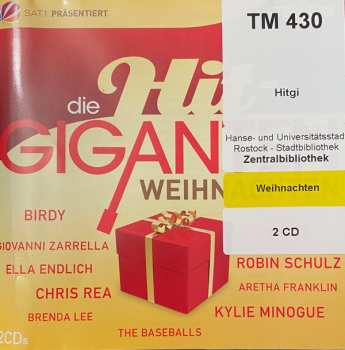 SAT.1 PRÄSENTIERT
TM 430
Hitgi
die
Hit
GIGAN
WEIHN
Hanse- und Universitätsstad
Rostock - Stadtbibliothek
Zentralbibliothek
Weihnachten
2 CD
BIRDY
GIOVANNI ZARRELLA
ELLA ENDLICH
CHRIS REA
BRENDA LEE
THE BASEBALLS
ROBIN SCHULZ
ARETHA FRANKLIN
KYLIE MINOGUE
2CDs